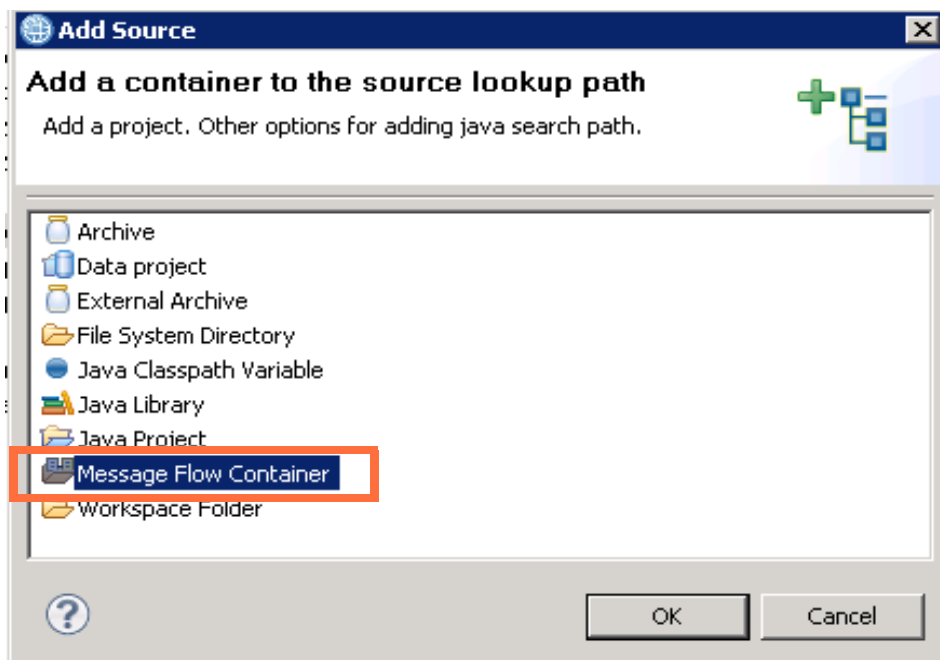 Add Source
Add a container to the source lookup path
Add a project. Other options for adding java search path.
Archive
Data project
External Archive
File System Directory
Java Classpath Variable
Java Library
Java Project
Message Flow Container
Workspace Folder
?
OK
Cancel